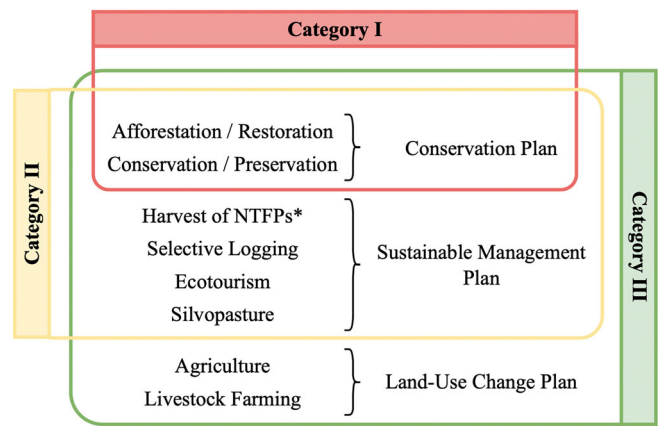 Category I
Category II
Category III
Afforestation / Restoration
Conservation / Preservation
Conservation Plan
Harvest of NTFPs*
Selective Logging
Ecotourism
Silvopasture
Sustainable Management
Plan
Agriculture
Livestock Farming
Land-Use Change Plan